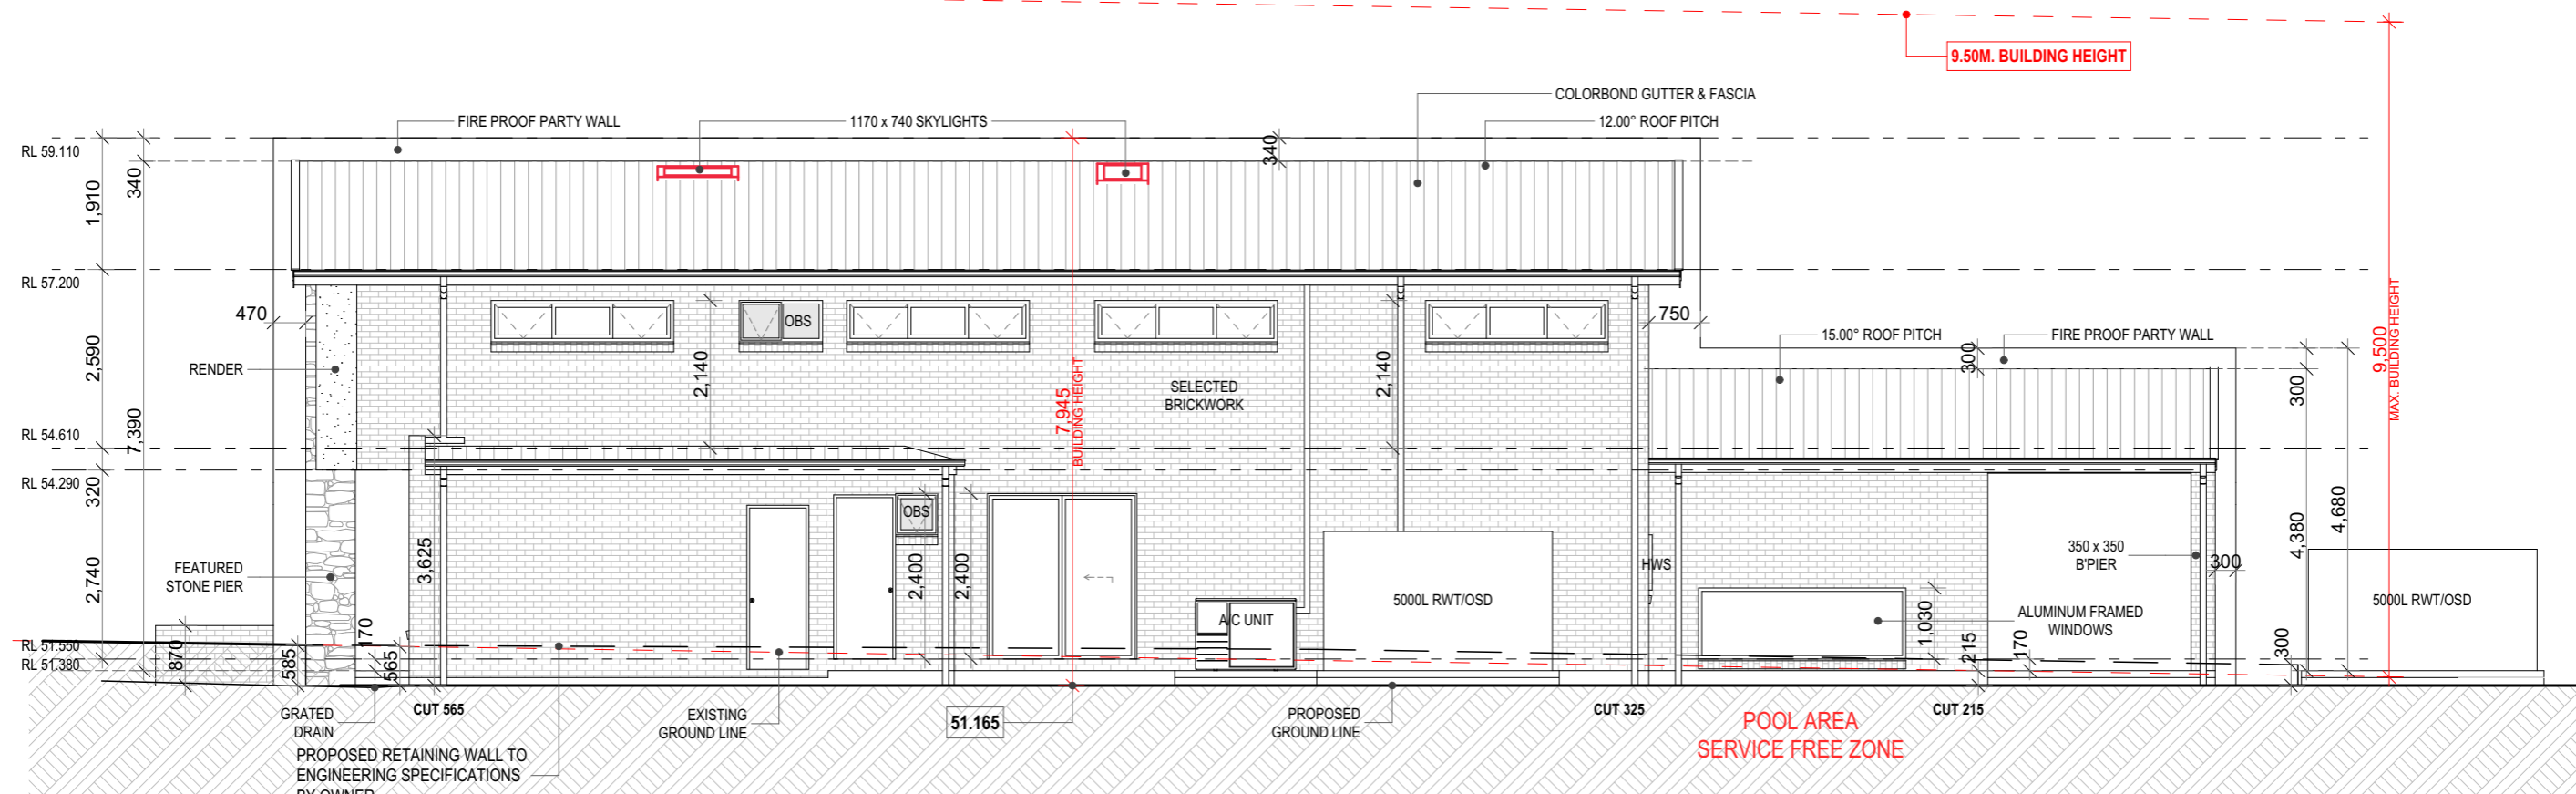 9.50M. BUILDING HEIGHT
COLORBOND GUTTER & FASCIA
FIRE PROOF PARTY WALL
1170 x 740 SKYLIGHTS
12.00° ROOF PITCH
RL 59.110
340
340
1,910
RL 57.200
470
750
OBS
15.00° ROOF PITCH
FIRE PROOF PARTY WALL
300
300
9,500
MAX. BUILDING HEIGHT
2,590
RENDER
2,140
7,945
BUILDING HEIGHT
SELECTED
BRICKWORK
2,140
7,390
RL 54.610
RL 54.290
320
OBS
3,625
2,400
2,400
4,380
4,680
2,740
FEATURED
STONE PIER
HWS
350 x 350
B'PIER
300
5000L RWT/OSD
A/C UNIT
ALUMINUM FRAMED
WINDOWS
5000L RWT/OSD
1,030
RL 51.550
RL 51.380
870
585
170
565
215
170
300
GRATED
DRAIN
CUT 565
EXISTING
GROUND LINE
51.165
PROPOSED
GROUND LINE
CUT 325
POOL AREA
SERVICE FREE ZONE
CUT 215
PROPOSED RETAINING WALL TO
ENGINEERING SPECIFICATIONS
BY OWNER